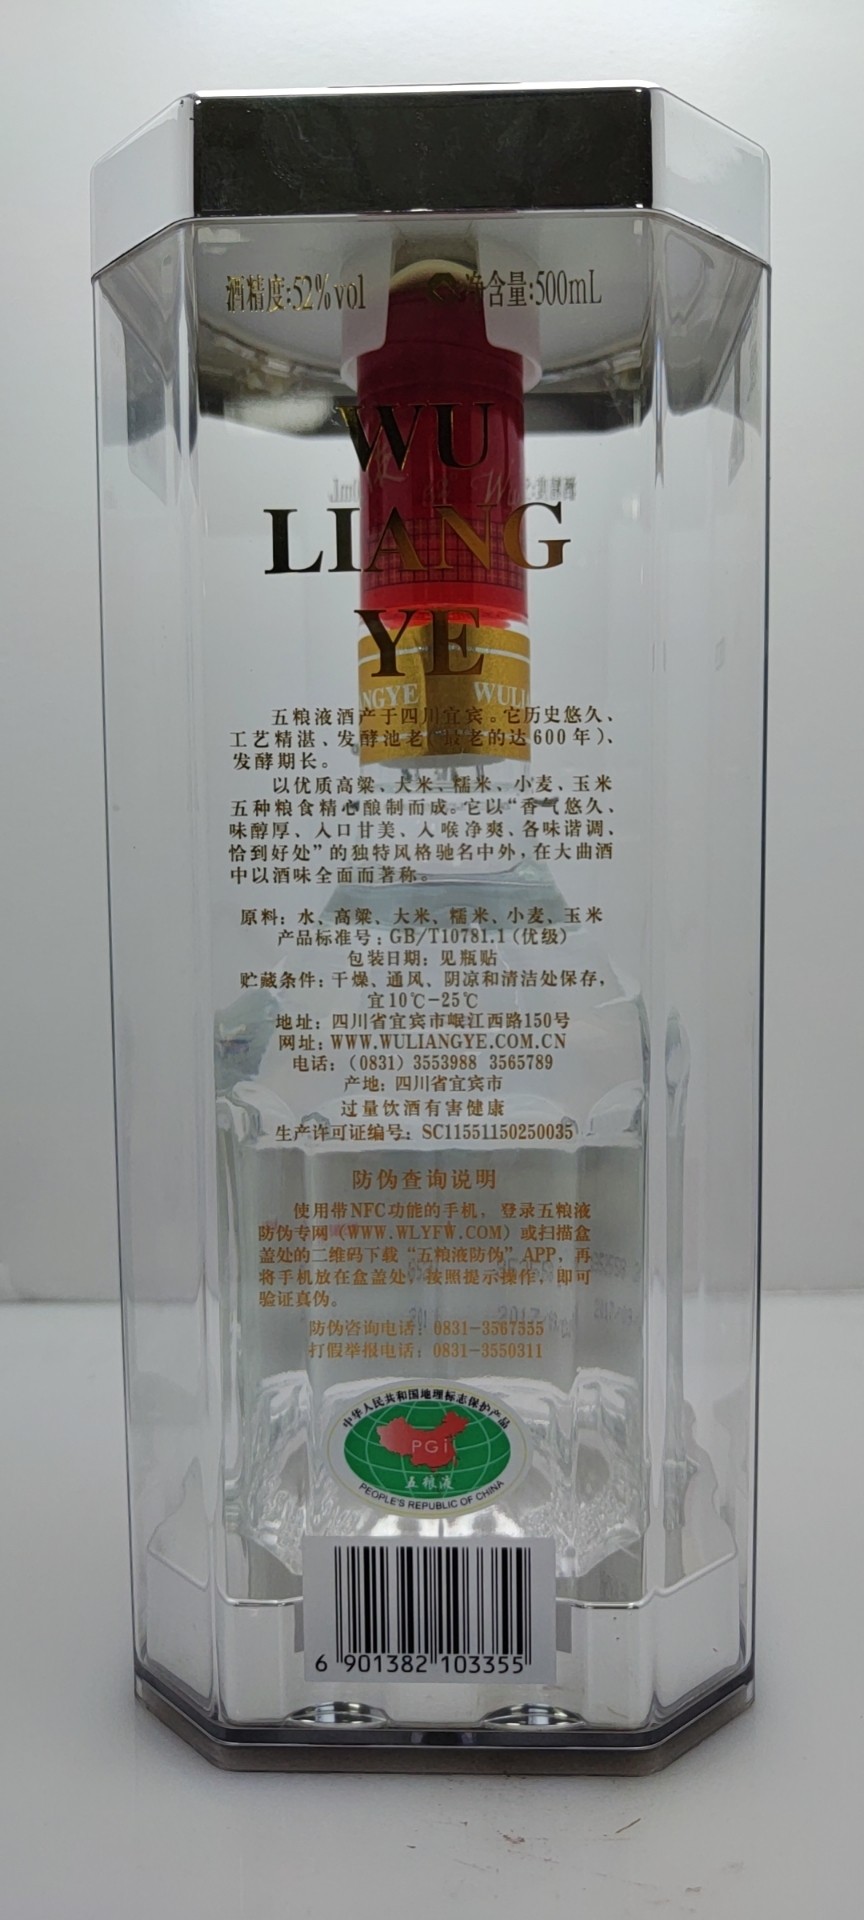 酒精度:52%vol 净含量:500mL
WU
LIANG
YE
ANGYE WULIA
五粮液酒产于四川宜宾。它历史悠久、
工艺精湛、发酵池老(最老的达600年)、
发酵期长。
以优质高粱、大米、糯米、小麦、玉米
五种粮食精心酿制而成。它以“香气悠久、
味醇厚、入口甘美、入喉净爽、各味谐调、
恰到好处”的独特风格驰名中外,在大曲酒
中以酒味全面而著称。
原料: 水、高粱、大米、糯米、小麦、玉米
产品标准号: GB/T10781.1(优级)
包装日期: 见瓶贴
贮藏条件: 干燥、通风、阴凉和清洁处保存,
宜10℃-25℃
地址: 四川省宜宾市岷江西路150号
网址: WWW.WULIANGYE.COM.CN
电话: (0831) 3553988 3565789
产地: 四川省宜宾市
过量饮酒有害健康
生产许可证编号: SC11551150250035
防伪查询说明
使用带NFC功能的手机, 登录五粮液
防伪专网 (WWW.WLYFW.COM) 或扫描盒
盖处的二维码下载 “五粮液防伪” APP, 再
将手机放在盒盖处, 按照提示操作, 即可
验证真伪。
防伪咨询电话: 0831-3567555
打假举报电话: 0831-3550311
中华人民共和国地理标志保护产品
PGi
五粮液
PEOPLE'S REPUBLIC OF CHINA
6 901382 103355